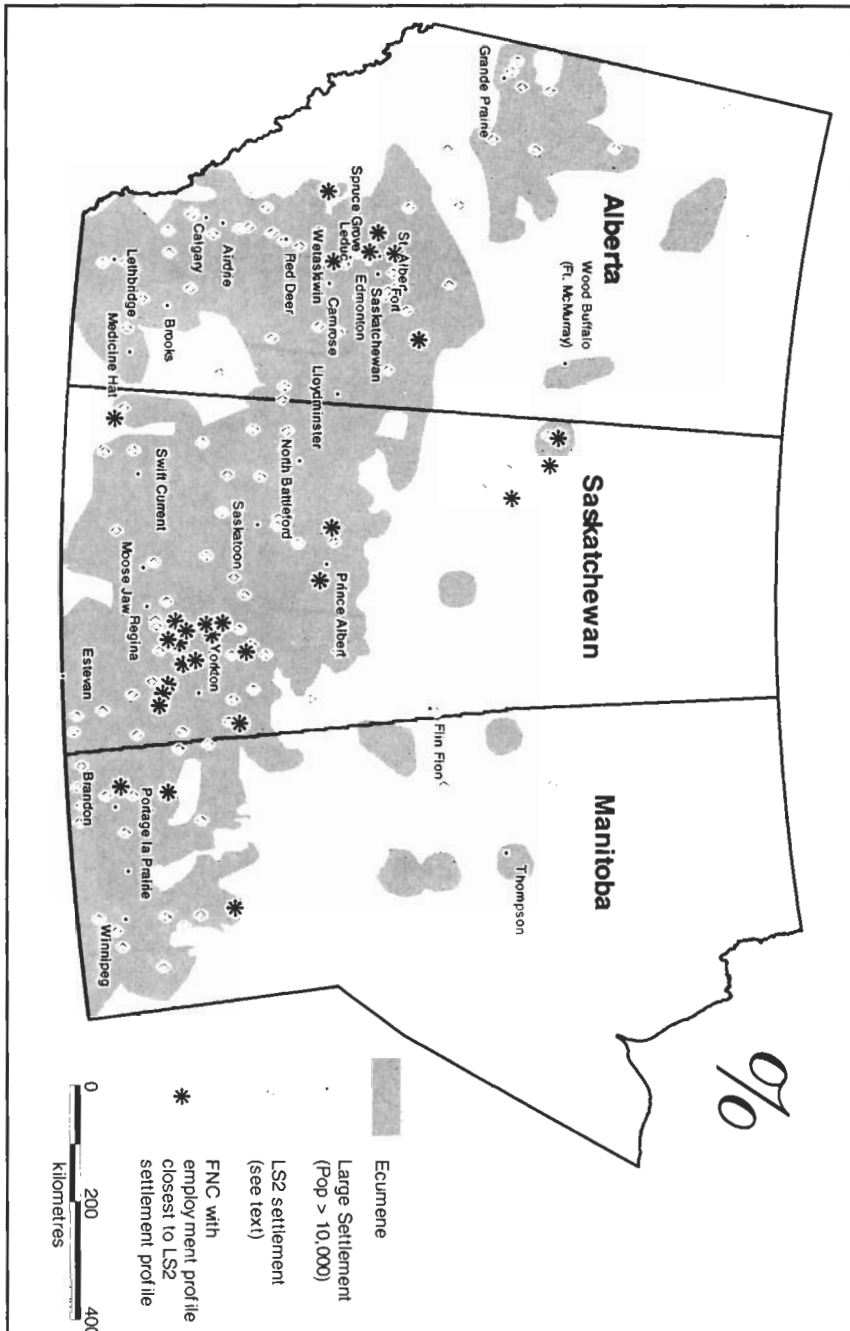 Alberta
Saskatchewan
Manitoba
Wood Buffalo
(Ft. McMurray)
Grande Prairie
St. Alber
Fort
Saskatchewan
Edmonton
Spruce Grove
Leduc
Wetaskiwin
Camrose
Red Deer
Airdrie
Calgary
Brooks
Lethbridge
Medicine Hat
Lloydminster
North Battleford
Prince Albert
Saskatoon
Swift Current
Moose Jaw
Regina
Yorkton
Estevan
Flin Flon
Thompson
Brandon
Portage la Prairie
Winnipeg
%
Ecumene
Large Settlement
(Pop > 10,000)
LS2 settlement
(see text)
FNC with
employment profile
closest to LS2
settlement profile
0 200 400
kilometres